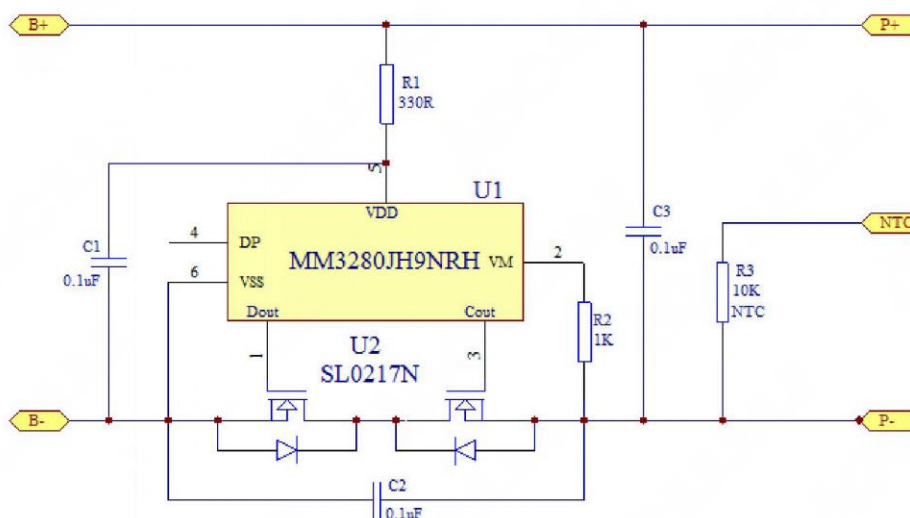 B+
P+
R1
330R
5
U1
VDD
4
DP
C1
0.1uF
MM3280JH9NRH
VM
2
C3
0.1uF
NTC
6
VSS
R3
10K
NTC
Dout
Cout
R2
1K
1
U2
3
SL0217N
B-
P-
C2
0.1uF